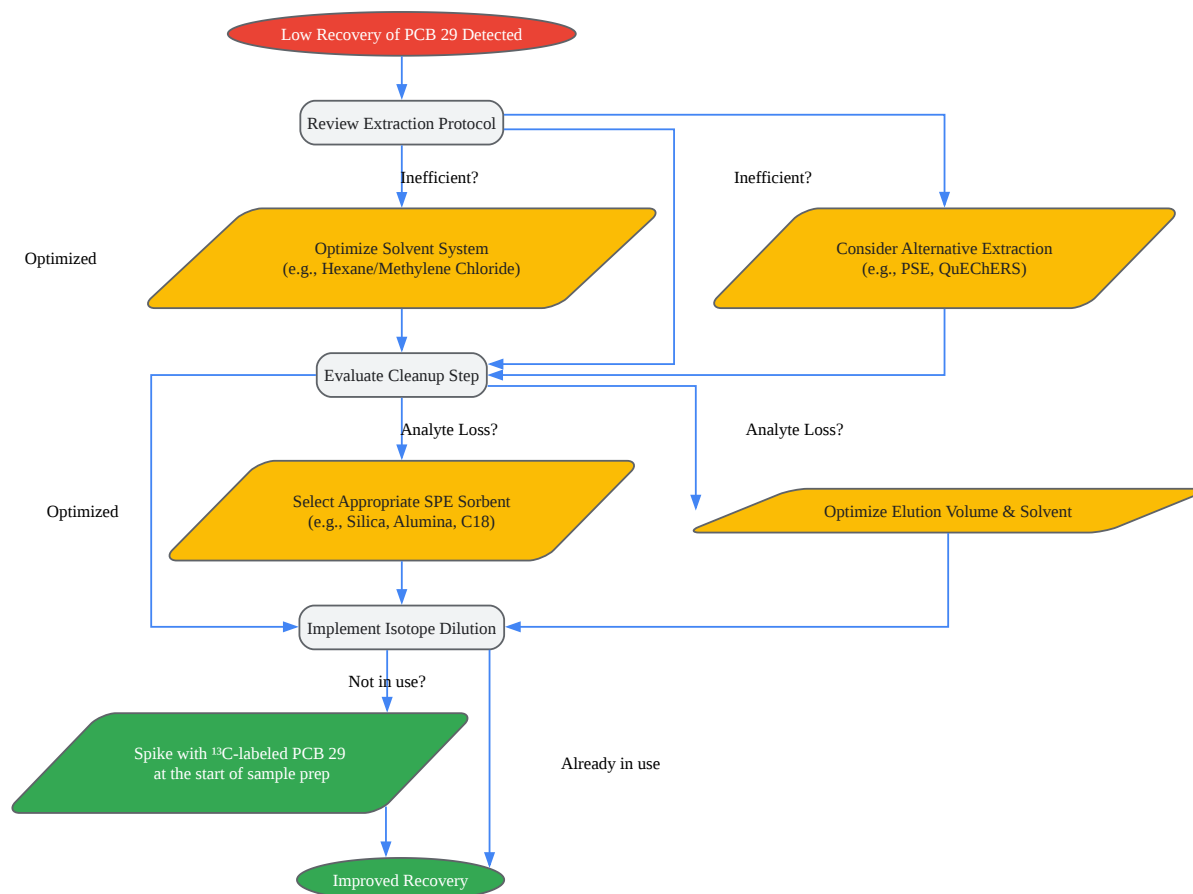 Low Recovery of PCB 29 Detected
Review Extraction Protocol
Inefficient?
Inefficient?
Optimized
Optimize Solvent System
(e.g., Hexane/Methylene Chloride)
Consider Alternative Extraction
(e.g., PSE, QuEChERS)
Evaluate Cleanup Step
Analyte Loss?
Analyte Loss?
Optimized
Select Appropriate SPE Sorbent
(e.g., Silica, Alumina, C18)
Optimize Elution Volume & Solvent
Implement Isotope Dilution
Not in use?
Spike with ¹³C-labeled PCB 29
at the start of sample prep
Already in use
Improved Recovery